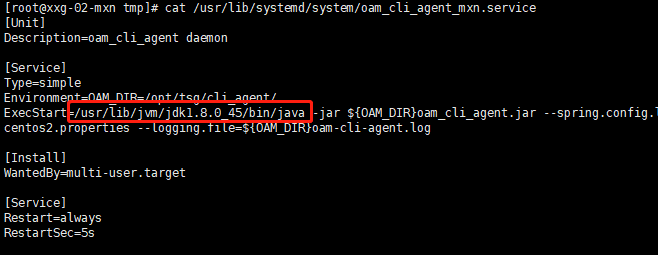 [root@xxg-02-mxn tmp]# cat /usr/lib/systemd/system/oam_cli_agent_mxn.service
[Unit]
Description=oam_cli_agent daemon
[Service]
Type=simple
Environment=OAM_DIR=/opt/tsg/cli_agent/
ExecStart=/usr/lib/jvm/jdk1.8.0_45/bin/java -jar ${OAM_DIR}oam_cli_agent.jar --spring.config.l
centos2.properties --logging.file=${OAM_DIR}oam-cli-agent.log
[Install]
WantedBy=multi-user.target
[Service]
Restart=always
RestartSec=5s